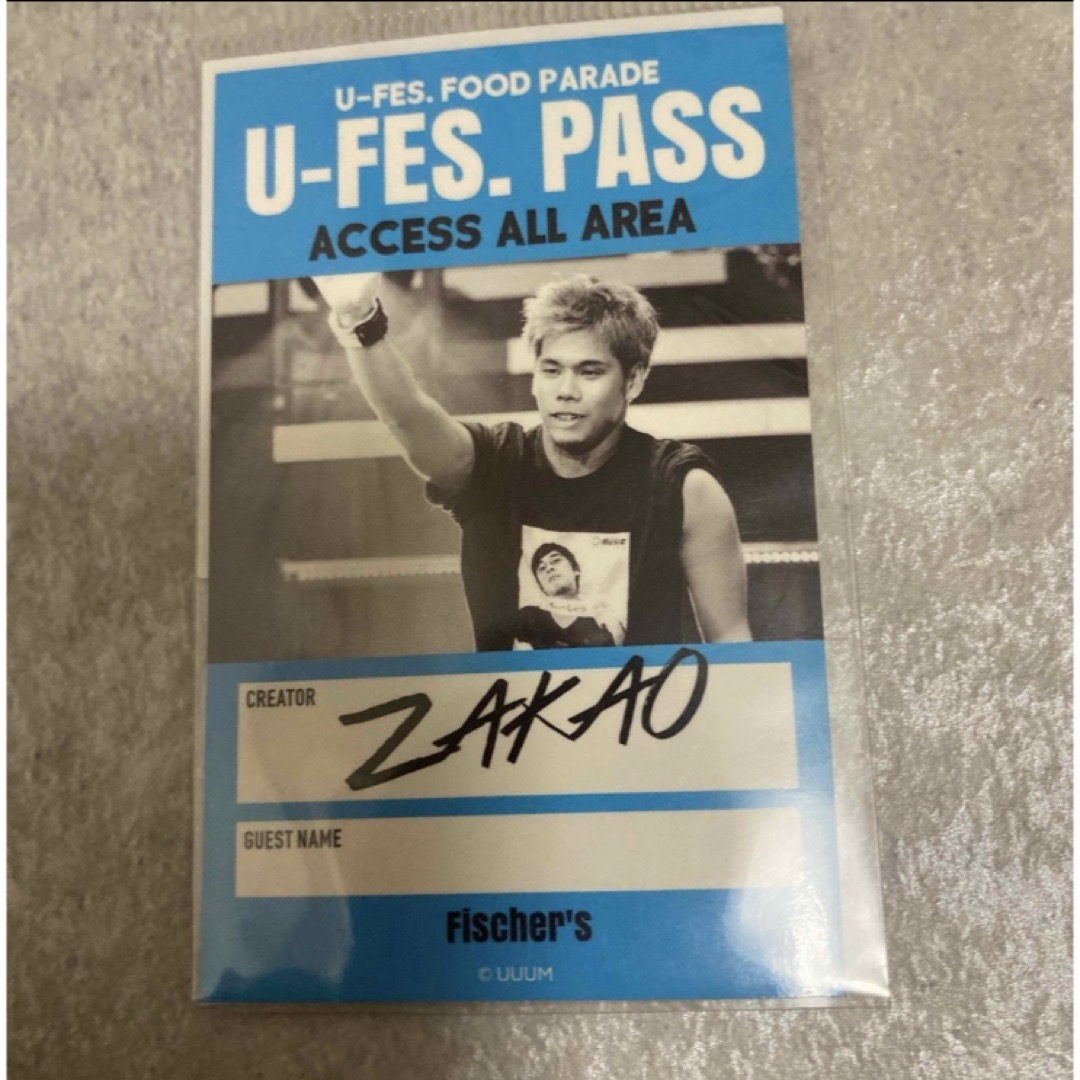 U-FES. FOOD PARADE
U-FES. PASS
ACCESS ALL AREA
CREATOR
ZAKAO
GUEST NAME
Fischer's
© UUUM